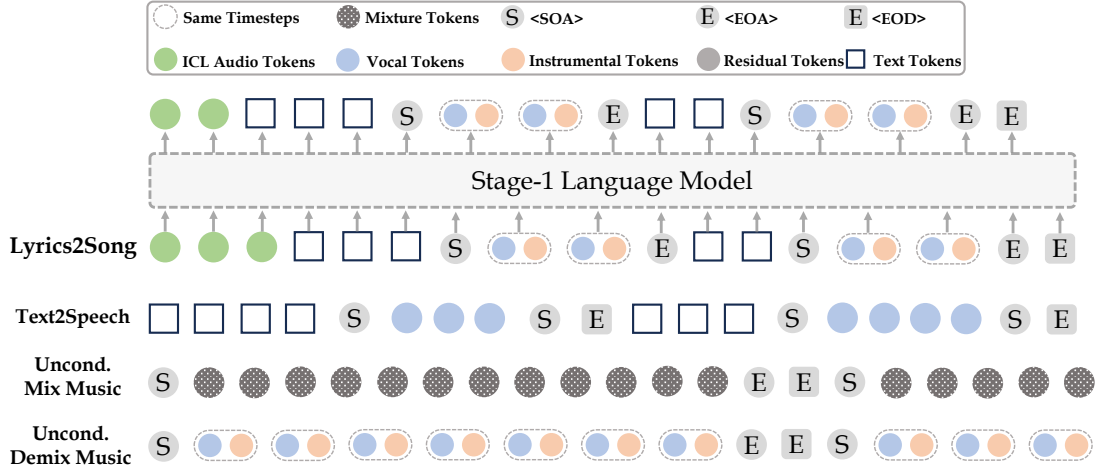 Same Timesteps Mixture Tokens S <SOA> E <EOA> E <EOD>
ICL Audio Tokens Vocal Tokens Instrumental Tokens Residual Tokens Text Tokens
S E S E E
Stage-1 Language Model
Lyrics2Song S E S E E
Text2Speech S S E S S E
Uncond.
Mix Music S E E S
Uncond.
Demix Music S E E S